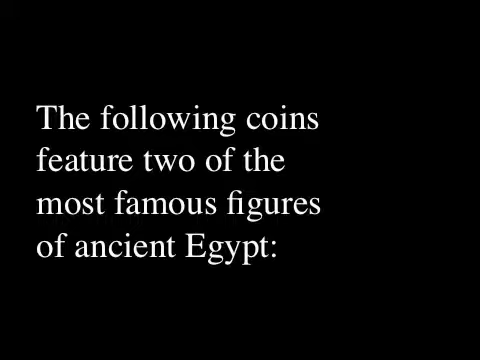 The following coins
feature two of the
most famous figures
of ancient Egypt: